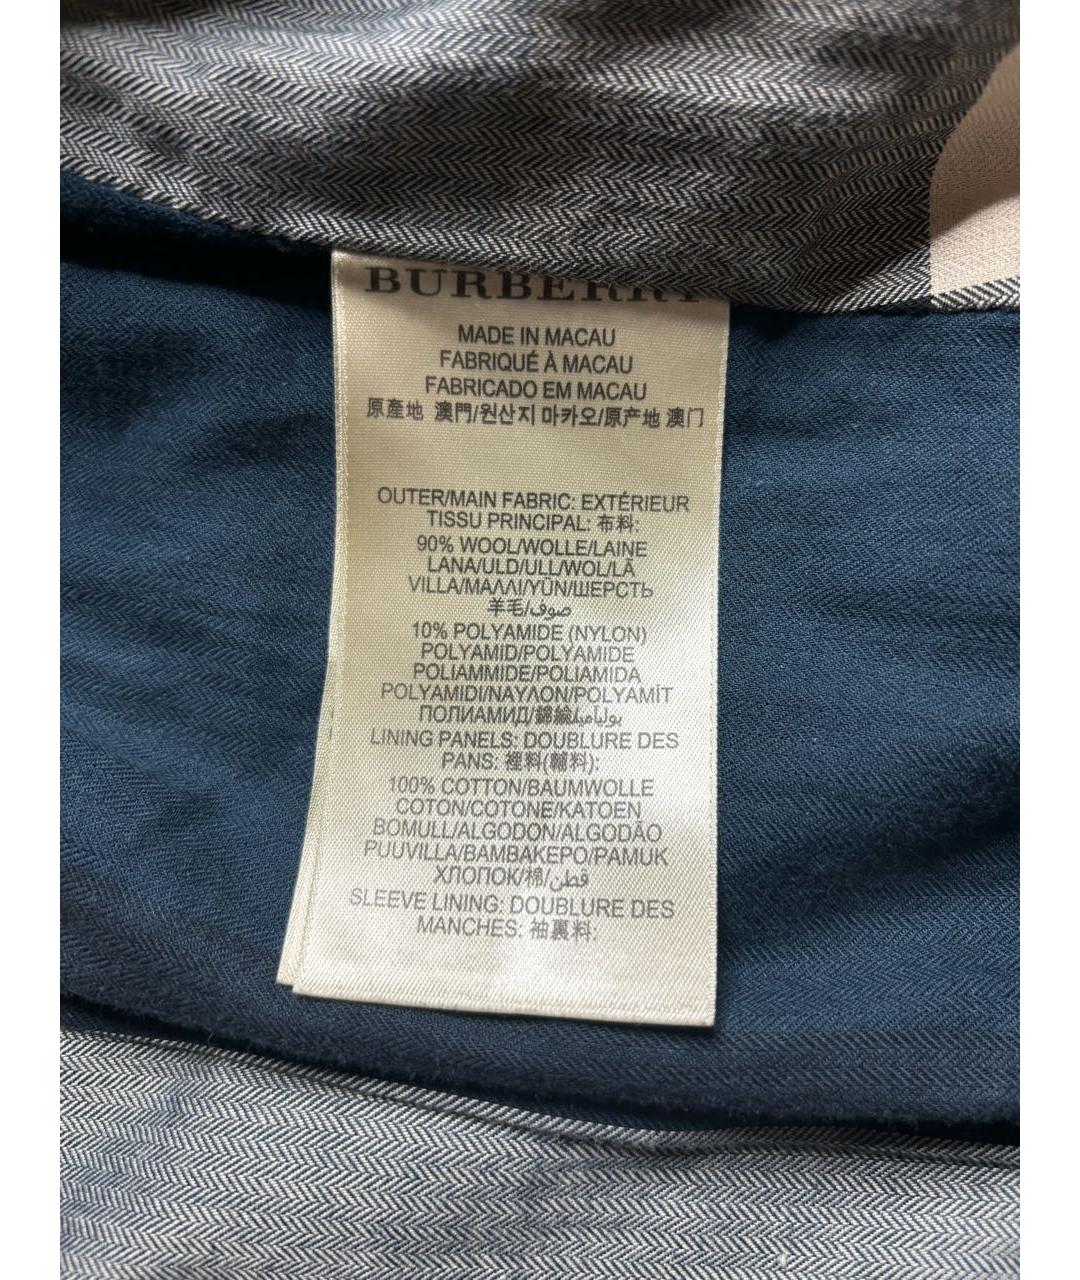 BURBERRY
MADE IN MACAU
FABRIQUÉ À MACAU
FABRICADO EM MACAU
原產地 澳門/원산지 마카오/原产地 澳门
OUTER/MAIN FABRIC: EXTÉRIEUR
TISSU PRINCIPAL: 布料:
90% WOOL/WOLLE/LAINE
LANA/ULD/ULL/WOL/LÃ
VILLA/ΜΑΛΛΙ/YÜN/ШЕРСТЬ
羊毛/صوف
10% POLYAMIDE (NYLON)
POLYAMID/POLYAMIDE
POLIAMMIDE/POLIAMIDA
POLYAMIDI/ΝΑΥΛΟΝ/POLYAMİT
ПОЛИАМИД/錦綸/بولياميد
LINING PANELS: DOUBLURE DES
PANS: 裡料(輔料):
100% COTTON/BAUMWOLLE
COTON/COTONE/KATOEN
BOMULL/ALGODON/ALGODÃO
PUUVILLA/ΒΑΜΒΑΚΕΡΟ/PAMUK
ХЛОПОК/棉/قطن
SLEEVE LINING: DOUBLURE DES
MANCHES: 袖裏料: